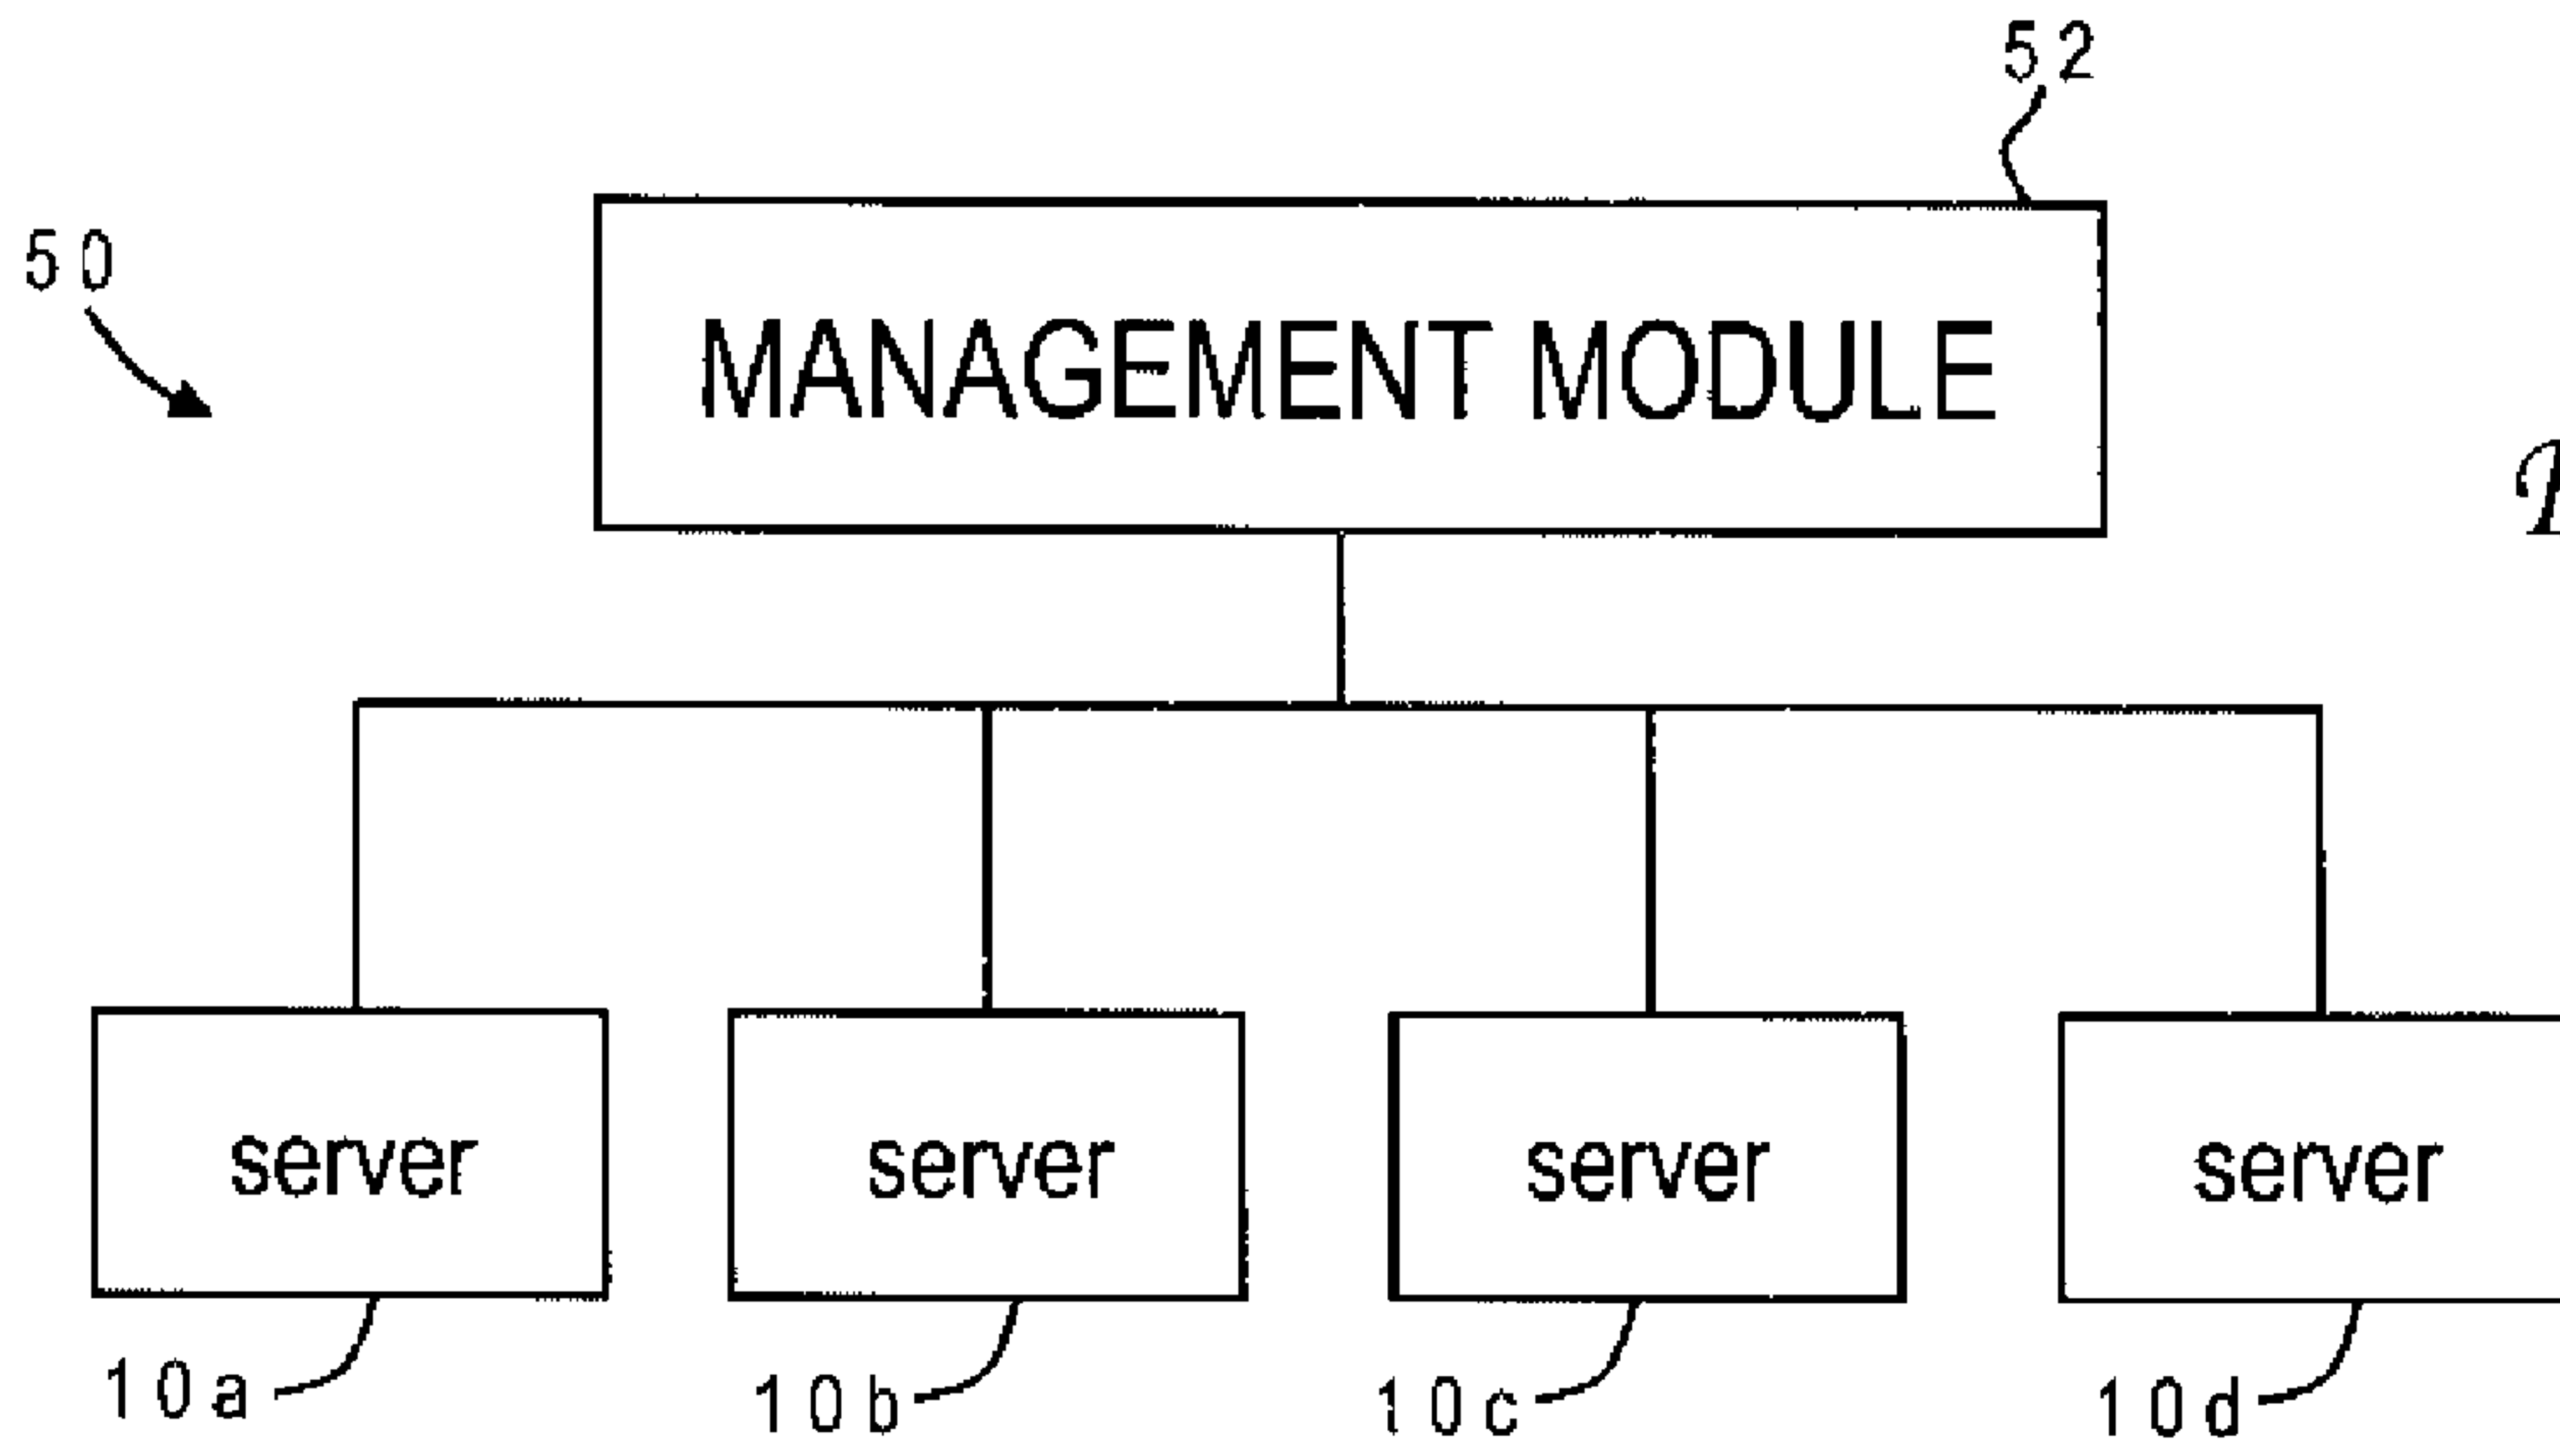 52
50
MANAGEMENT MODULE
server server server server
10a 10b 10c 10d